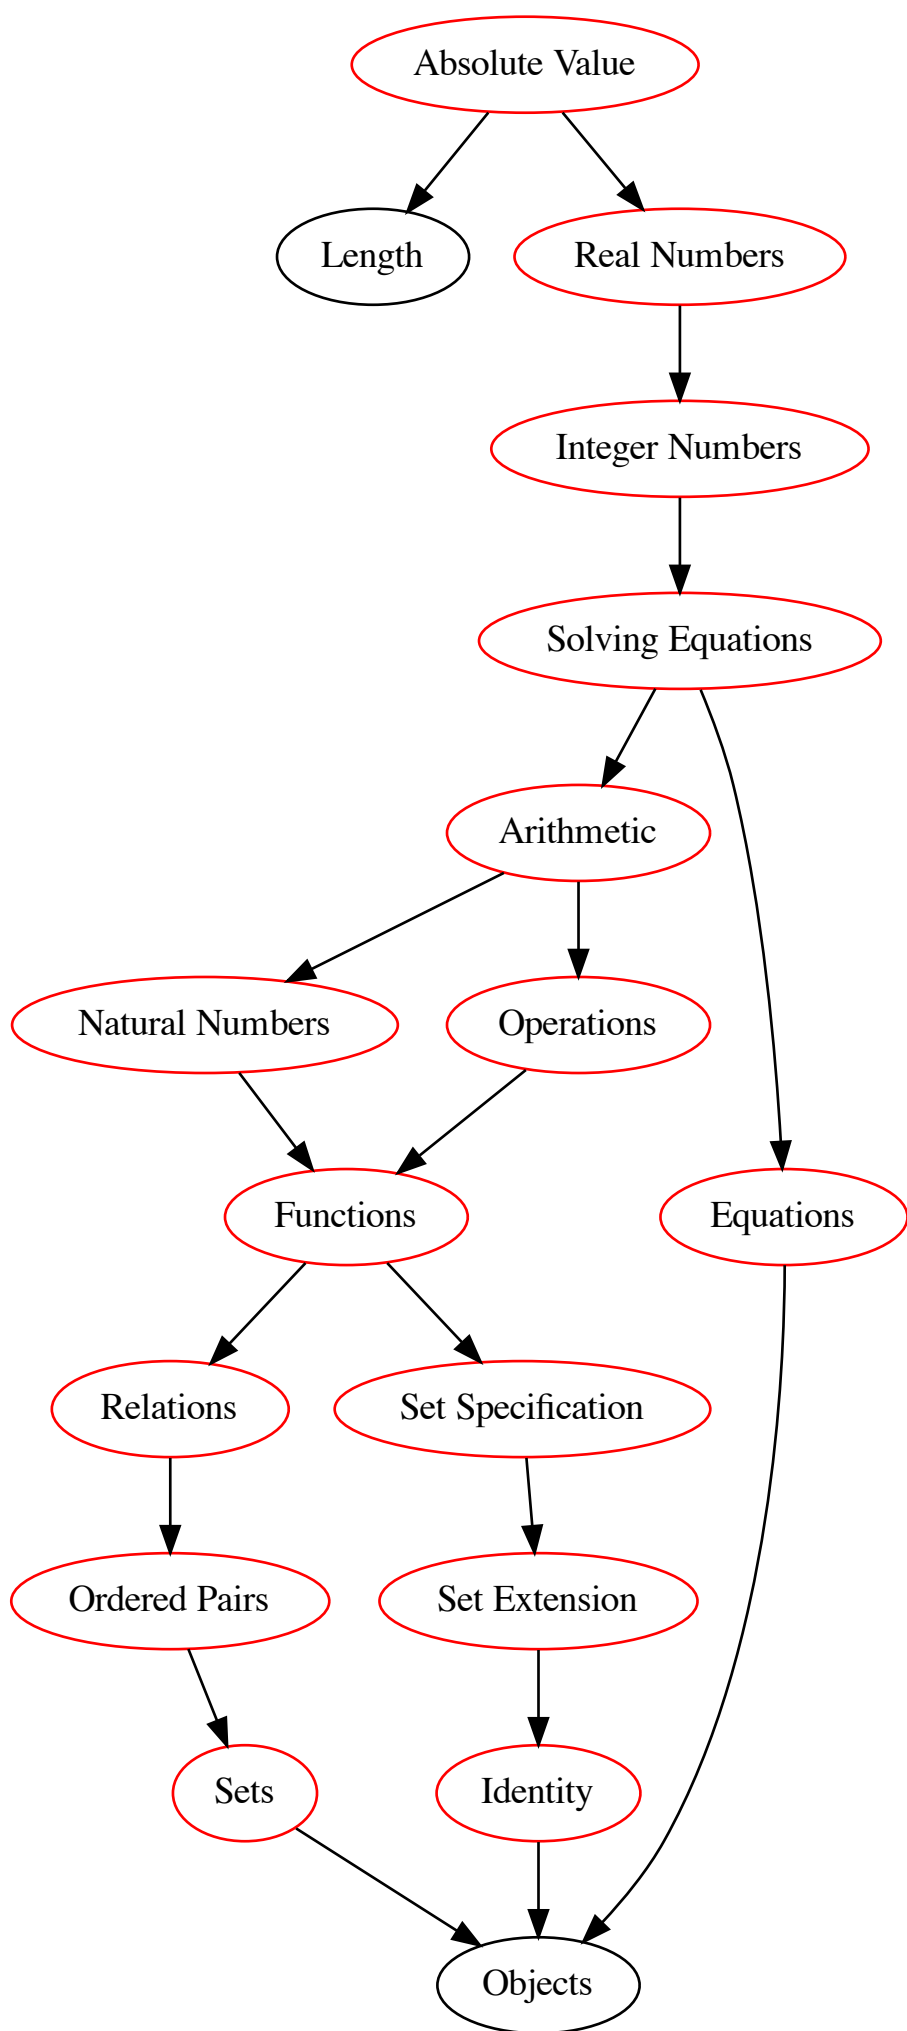 Absolute Value
Length
Real Numbers
Integer Numbers
Solving Equations
Arithmetic
Natural Numbers
Operations
Functions
Equations
Relations
Set Specification
Ordered Pairs
Set Extension
Sets
Identity
Objects